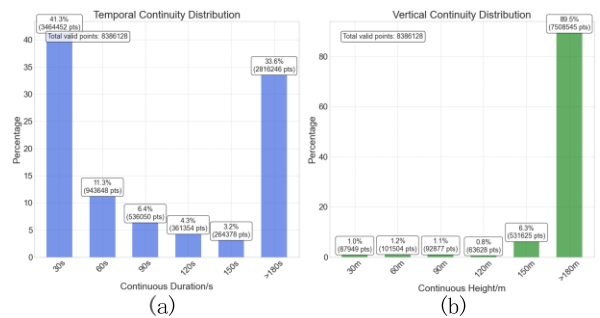 Temporal Continuity Distribution
41.3%
(3464452 pts)
Total valid points: 8386128
33.6%
(2816246 pts)
11.3%
(943648 pts)
6.4%
(536050 pts)
4.3%
(361354 pts)
3.2%
(264378 pts)
Percentage
40
35
30
25
20
15
10
5
0
30s
60s
90s
120s
150s
>180s
Continuous Duration/s
(a)
Vertical Continuity Distribution
89.5%
(7508545 pts)
Total valid points: 8386128
1.0%
(87949 pts)
1.2%
(101504 pts)
1.1%
(92877 pts)
0.8%
(63628 pts)
6.3%
(531625 pts)
Percentage
80
60
40
20
0
30m
60m
90m
120m
150m
>180m
Continuous Height/m
(b)